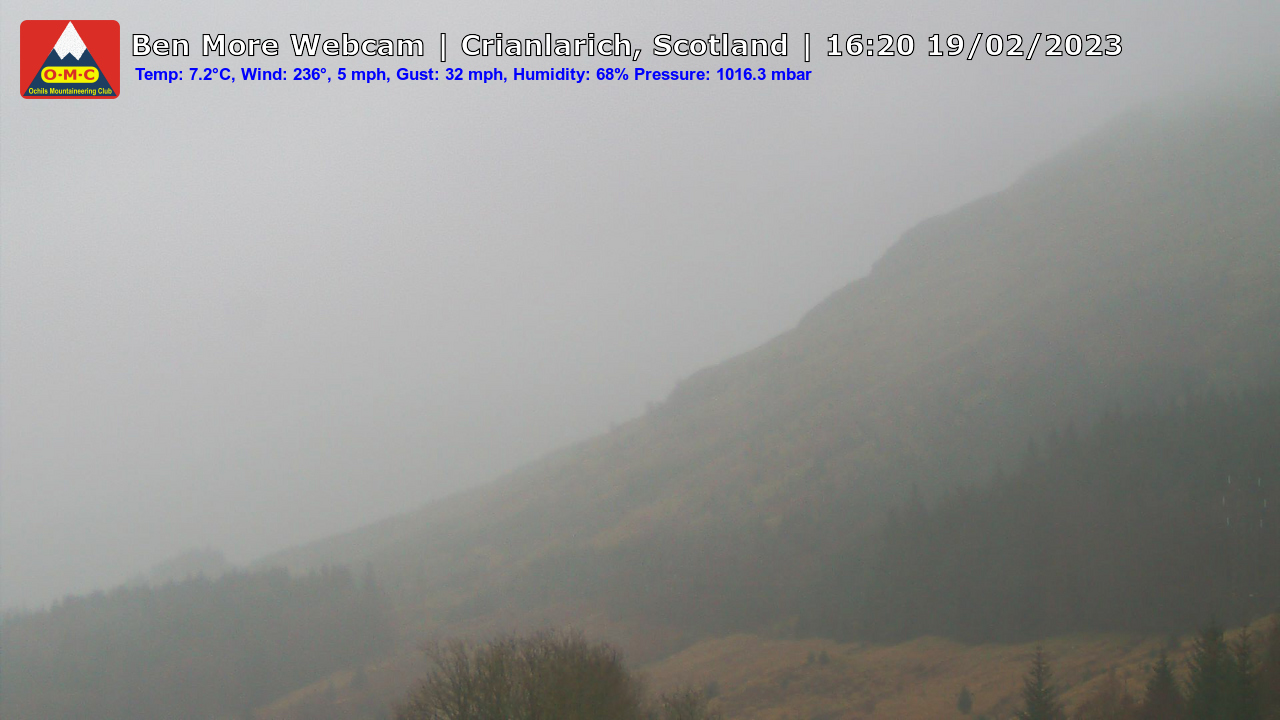 Ben More Webcam | Crianlarich, Scotland | 16:20 19/02/2023
Temp: 7.2°C, Wind: 236°, 5 mph, Gust: 32 mph, Humidity: 68% Pressure: 1016.3 mbar
O·M·C
Ochils Mountaineering Club